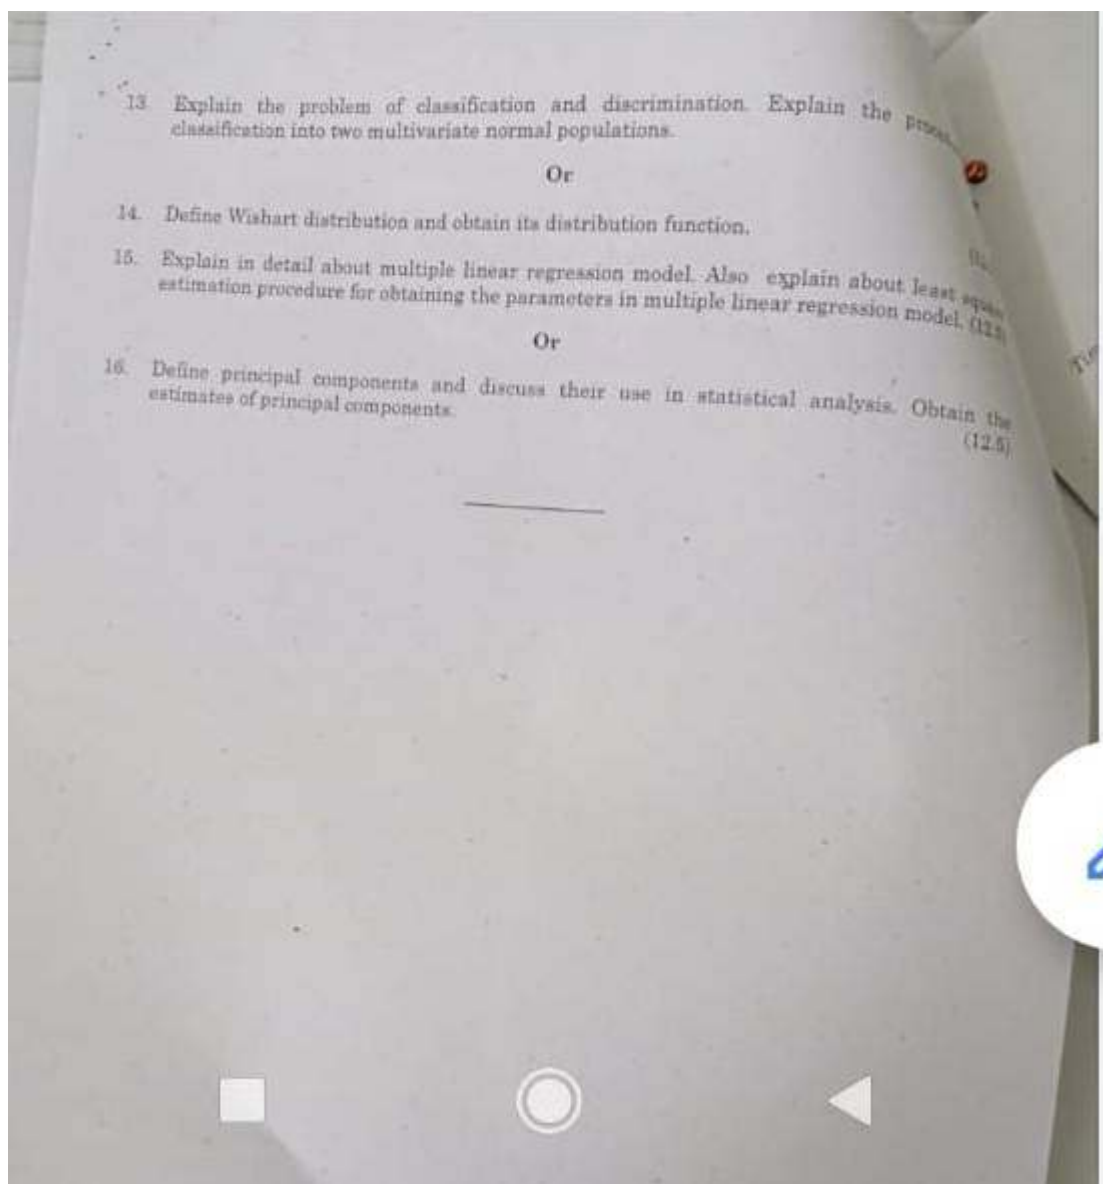 13. Explain the problem of classification and discrimination. Explain the
classification into two multivariate normal populations.
Or
14. Define Wishart distribution and obtain its distribution function.
15. Explain in detail about multiple linear regression model. Also explain about least
estimation procedure for obtaining the parameters in multiple linear regression model. (12.5)
Or
16. Define principal components and discuss their use in statistical analysis. Obtain the
estimates of principal components.
(12.5)